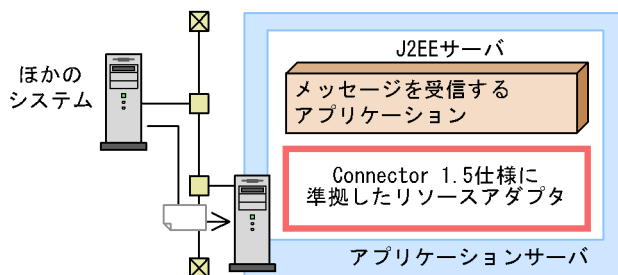 ほかの
システム
J2EEサーバ
メッセージを受信する
アプリケーション
Connector 1.5仕様に
準拠したリソースアダプタ
アプリケーションサーバ